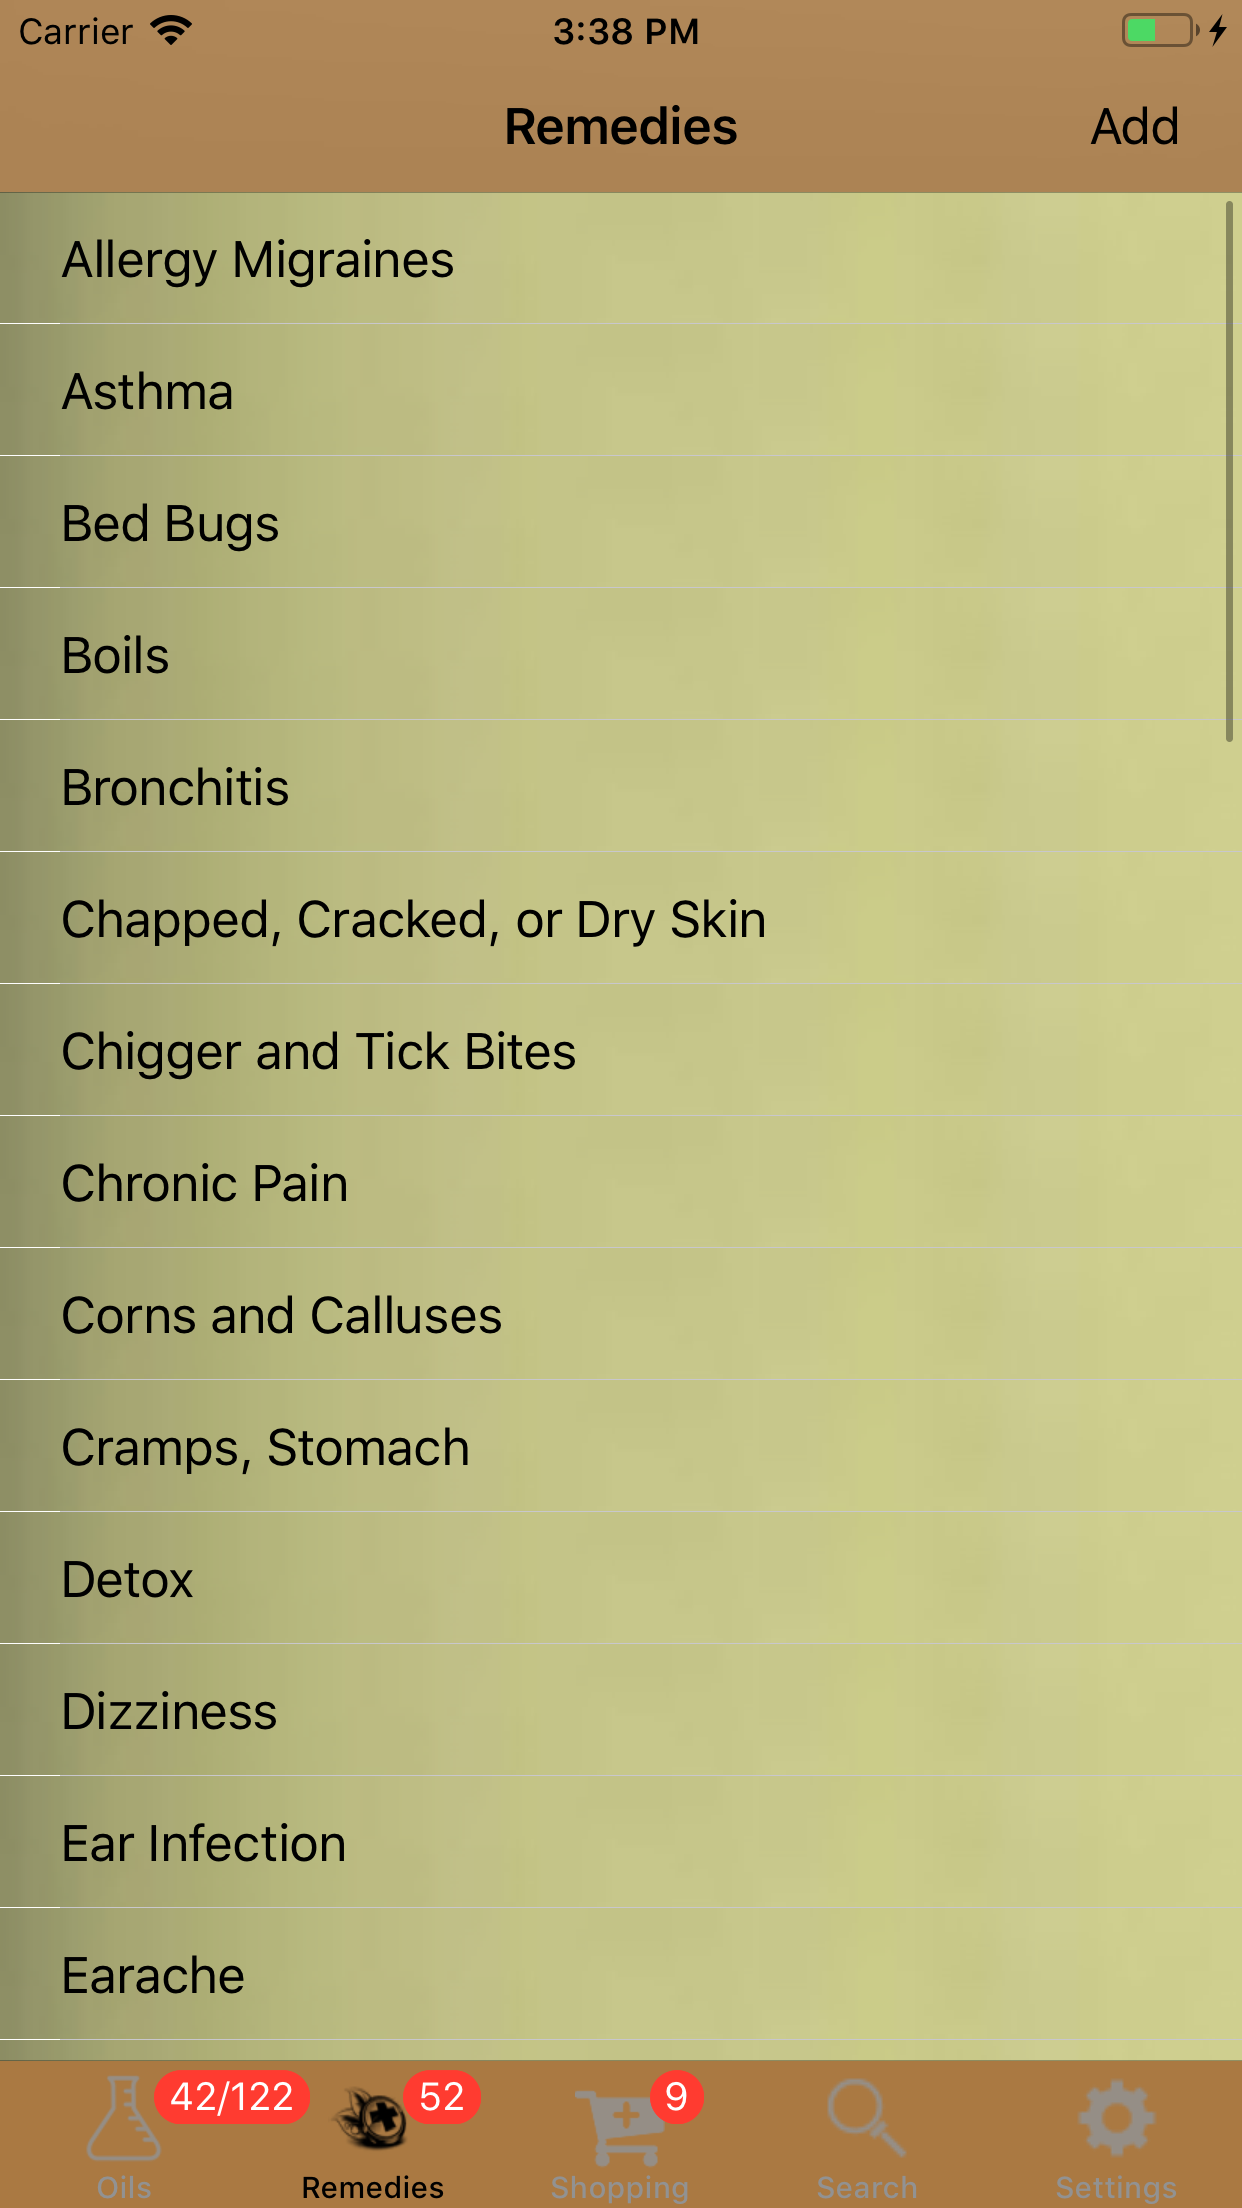 Carrier 3:38 PM
Remedies Add
Allergy Migraines
Asthma
Bed Bugs
Boils
Bronchitis
Chapped, Cracked, or Dry Skin
Chigger and Tick Bites
Chronic Pain
Corns and Calluses
Cramps, Stomach
Detox
Dizziness
Ear Infection
Earache
42/122 52 9
Oils Remedies Shopping Search Settings